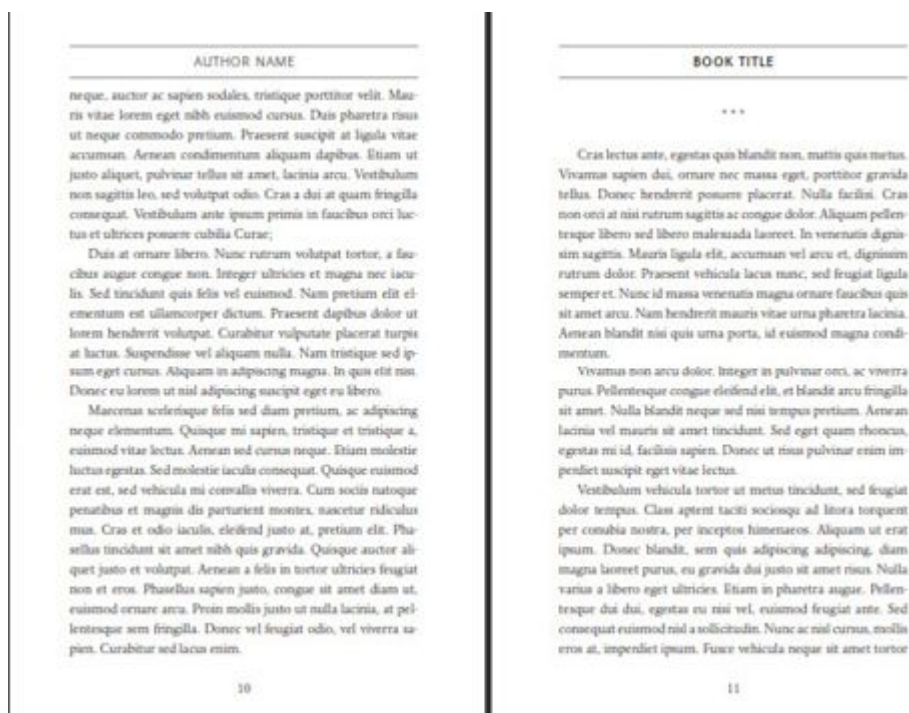 AUTHOR NAME
neque, auctor ac sapien sodales, tristique porttitor velit. Mau-
ris vitae lorem eget nibh euismod cursus. Duis pharetra risus
ut neque commodo pretium. Praesent suscipit at ligula vitae
accumsan. Aenean condimentum aliquam dapibus. Etiam ut
justo aliquet, pulvinar tellus sit amet, lacinia arcu. Vestibulum
non sagittis leo, sed volutpat odio. Cras a dui at quam fringilla
consequat. Vestibulum ante ipsum primis in faucibus orci luc-
tus et ultrices posuere cubilia Curae;
Duis at ornare libero. Nunc rutrum volutpat tortor, a fau-
cibus augue congue non. Integer ultricies et magna nec iacu-
lis. Sed tincidunt quis felis vel euismod. Nam pretium elit el-
ementum est ullamcorper dictum. Praesent dapibus dolor ut
lorem hendrerit volutpat. Curabitur vulputate placerat turpis
at luctus. Suspendisse vel aliquam nulla. Nam tristique sed ip-
sum eget cursus. Aliquam in adipiscing magna. In quis elit nisi.
Donec eu lorem ut nisl adipiscing suscipit eget eu libero.
Maecenas scelerisque felis sed diam pretium, ac adipiscing
neque elementum. Quisque mi sapien, tristique et tristique a,
euismod vitae lectus. Aenean sed cursus neque. Etiam molestie
luctus egestas. Sed molestie iaculis consequat. Quisque euismod
erat est, sed vehicula mi convallis viverra. Cum sociis natoque
penatibus et magnis dis parturient montes, nascetur ridiculus
mus. Cras et odio iaculis, eleifend justo at, pretium elit. Pha-
sellus tincidunt sit amet nibh quis gravida. Quisque auctor ali-
quet justo et volutpat. Aenean a felis in tortor ultricies feugiat
non et eros. Phasellus sapien justo, congue sit amet diam ut,
euismod ornare arcu. Proin mollis justo ut nulla lacinia, at pel-
lentesque sem fringilla. Donec vel feugiat odio, vel viverra sa-
pien. Curabitur sed lacus enim.
10
BOOK TITLE
* * *
Cras lectus ante, egestas quis blandit non, mattis quis metus.
Vivamus sapien dui, ornare nec massa eget, porttitor gravida
tellus. Donec hendrerit posuere placerat. Nulla facilisi. Cras
non orci at nisi rutrum sagittis ac congue dolor. Aliquam pellen-
tesque libero sed libero malesuada laoreet. In venenatis dignis-
sim sagittis. Mauris ligula elit, accumsan vel arcu et, dignissim
rutrum dolor. Praesent vehicula lacus nunc, sed feugiat ligula
semper et. Nunc id massa venenatis magna ornare faucibus quis
sit amet arcu. Nam hendrerit mauris vitae urna pharetra lacinia.
Aenean blandit nisi quis urna porta, id euismod magna condi-
mentum.
Vivamus non arcu dolor. Integer in pulvinar orci, ac viverra
purus. Pellentesque congue eleifend elit, et blandit arcu fringilla
sit amet. Nulla blandit neque sed nisi tempus pretium. Aenean
lacinia vel mauris sit amet tincidunt. Sed eget quam rhoncus,
egestas mi id, facilisis sapien. Donec ut risus pulvinar enim im-
perdiet suscipit eget vitae lectus.
Vestibulum vehicula tortor ut metus tincidunt, sed feugiat
dolor tempus. Class aptent taciti sociosqu ad litora torquent
per conubia nostra, per inceptos himenaeos. Aliquam ut erat
ipsum. Donec blandit, sem quis adipiscing adipiscing, diam
magna laoreet purus, eu gravida dui justo sit amet risus. Nulla
varius a libero eget ultricies. Etiam in pharetra augue. Pellen-
tesque dui dui, egestas eu nisi vel, euismod feugiat ante. Sed
consequat euismod nisl a sollicitudin. Nunc ac nisl cursus, mollis
eros at, imperdiet ipsum. Fusce vehicula neque sit amet tortor
11